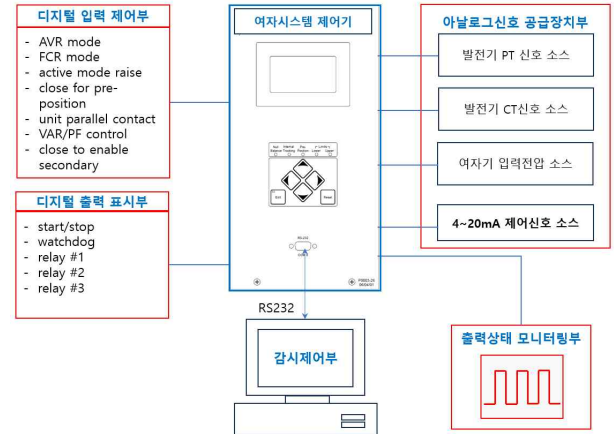 디지털 입력 제어부
- AVR mode
- FCR mode
- active mode raise
- close for pre-
position
- unit parallel contact
- VAR/PF control
- close to enable
secondary
디지털 출력 표시부
- start/stop
- watchdog
- relay #1
- relay #2
- relay #3
여자시스템 제어기
Edit
Reset
RS-232
RS232
감시제어부
아날로그신호 공급장치부
발전기 PT 신호 소스
발전기 CT신호 소스
여자기 입력전압 소스
4~20mA 제어신호 소스
출력상태 모니터링부